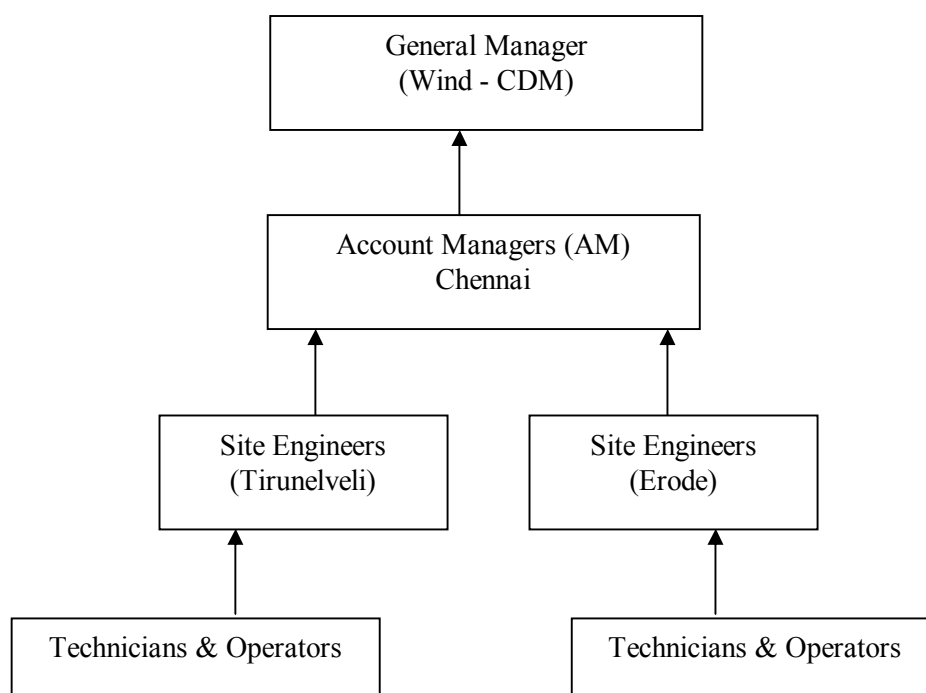 General Manager
(Wind - CDM)
Account Managers (AM)
Chennai
Site Engineers
(Tirunelveli)
Site Engineers
(Erode)
Technicians & Operators
Technicians & Operators